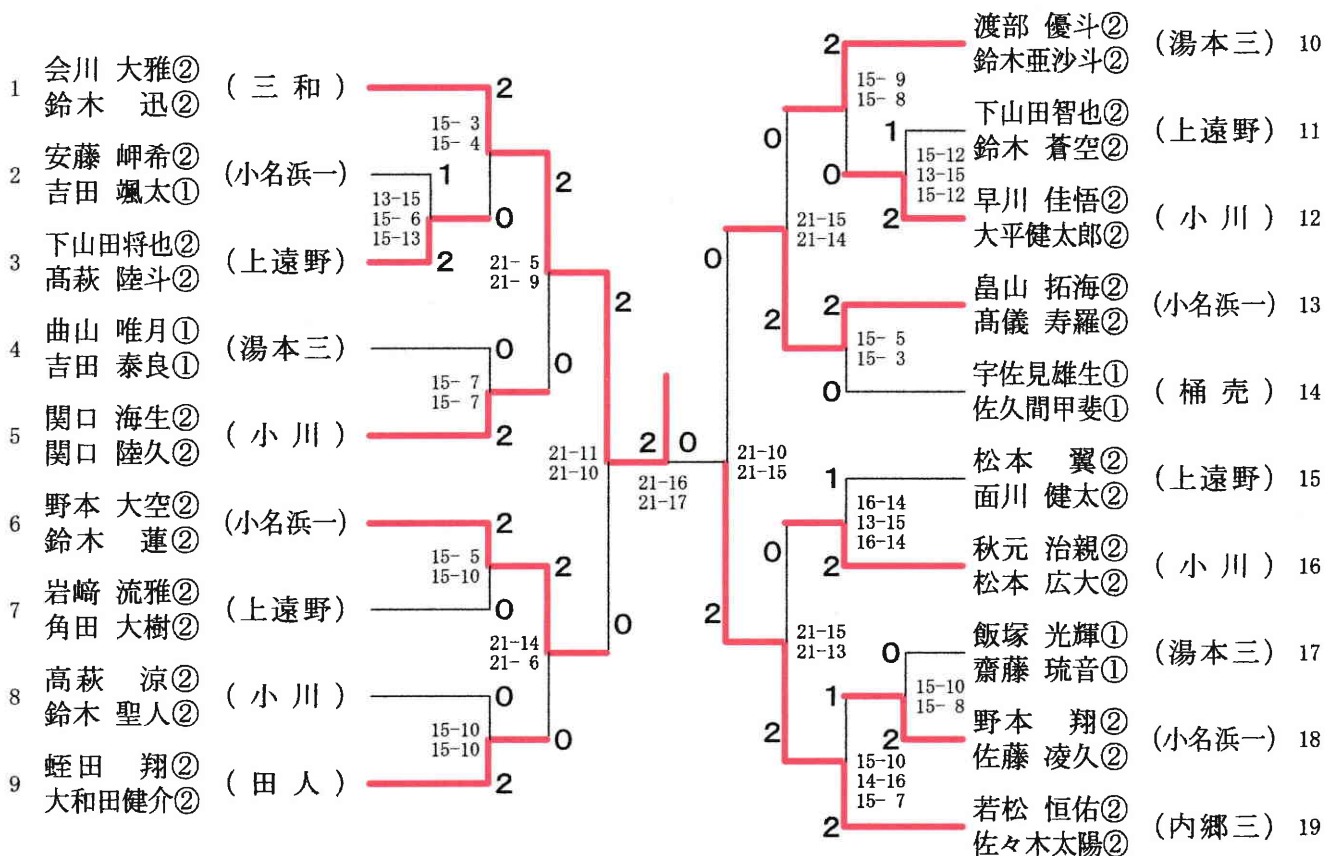 1 会川 大雅② (三和) 2
鈴木 迅②
15- 3
15- 4
2 安藤 岬希② (小名浜一) 1
吉田 颯太①
13-15
15- 6
15-13
2
0
3 下山田将也② (上遠野) 2
髙萩 陸斗②
21- 5
21- 9
2
4 曲山 唯月① (湯本三) 0
吉田 泰良①
15- 7
15- 7
0
5 関口 海生② (小川) 2
関口 陸久②
21-11
21-10
6 野本 大空② (小名浜一) 2
鈴木 蓮②
15- 5
15-10
2
7 岩﨑 流雅② (上遠野) 0
角田 大樹②
21-14
21- 6
0
8 高萩 涼② (小川) 0
鈴木 聖人②
15-10
15-10
0
9 蛭田 翔② (田人) 2
大和田健介②
2 0
21-16
21-17
2 渡部 優斗② (湯本三) 10
鈴木亜沙斗②
15- 9
15- 8
0
1 下山田智也② (上遠野) 11
鈴木 蒼空②
15-12
13-15
15-12
0
2 早川 佳悟② (小川) 12
大平健太郎②
21-15
21-14
0
2 畠山 拓海② (小名浜一) 13
髙儀 寿羅②
2
15- 5
15- 3
0 宇佐見雄生① (桶売) 14
佐久間甲斐①
21-10
21-15
1 松本 翼② (上遠野) 15
面川 健太②
16-14
13-15
16-14
0
2 秋元 治親② (小川) 16
松本 広大②
2
21-15
21-13
0 飯塚 光輝① (湯本三) 17
齋藤 琉音①
15-10
15- 8
1
2 野本 翔② (小名浜一) 18
佐藤 凌久②
2
15-10
14-16
15- 7
2 若松 恒佑② (内郷三) 19
佐々木太陽②